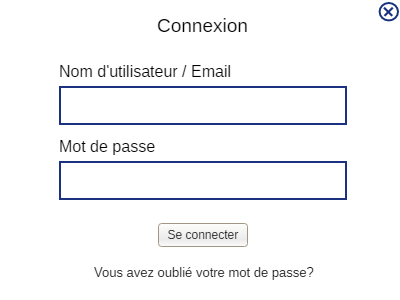 Connexion
Nom d'utilisateur / Email
Mot de passe
Se connecter
Vous avez oublié votre mot de passe?